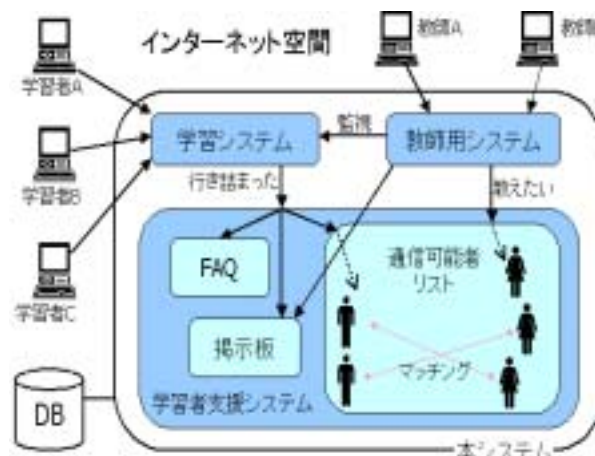 インターネット空間
教師A
教師
学習者A
学習システム
監視
教師用システム
学習者B
行き詰まった
教えたい
FAQ
通信可能者
リスト
学習者C
掲示板
マッチング
学習者支援システム
DB
本システム